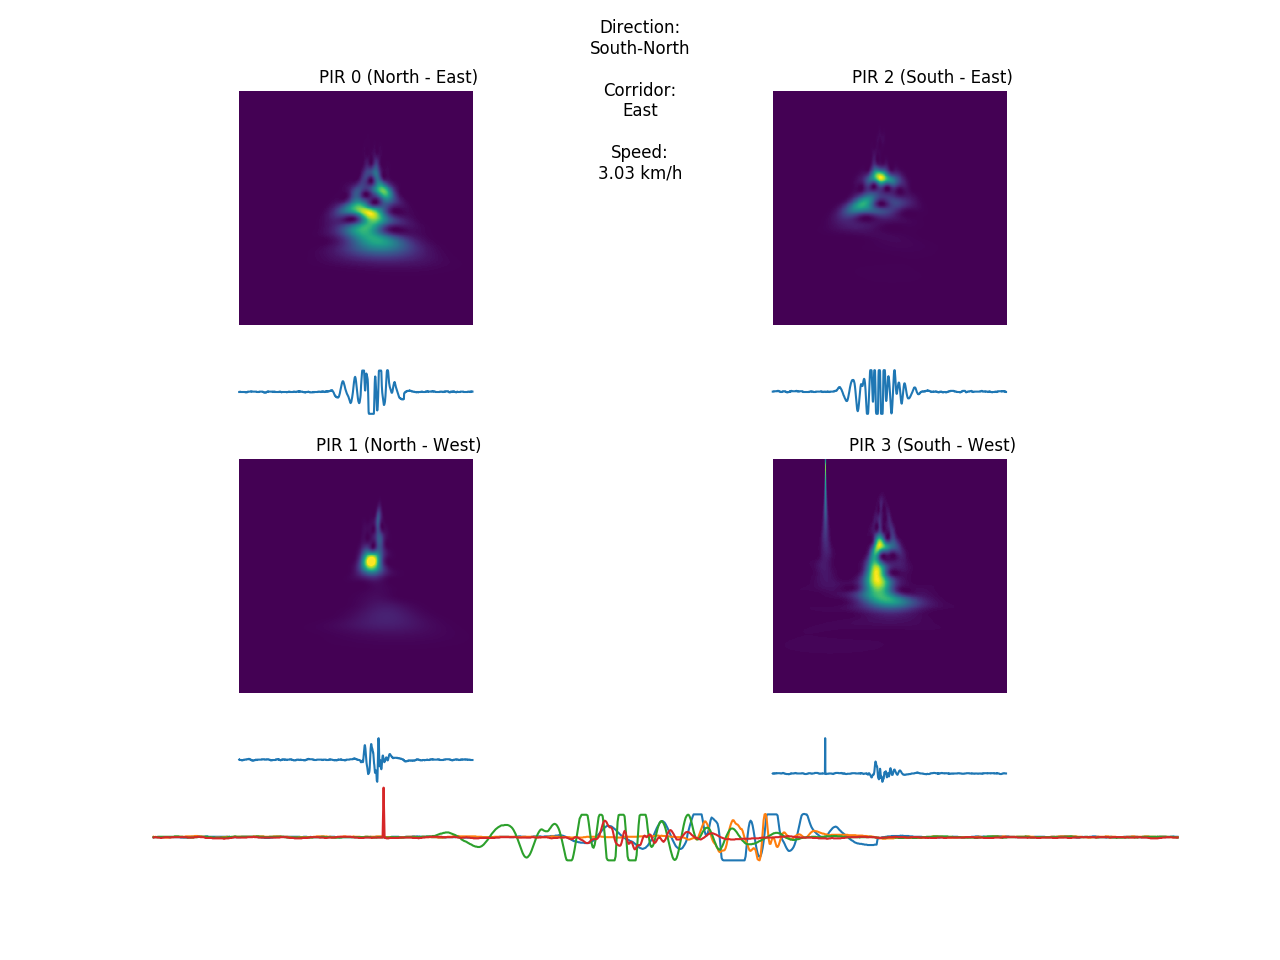 Direction:
South-North
Corridor:
East
Speed:
3.03 km/h
PIR 0 (North - East)
PIR 2 (South - East)
PIR 1 (North - West)
PIR 3 (South - West)